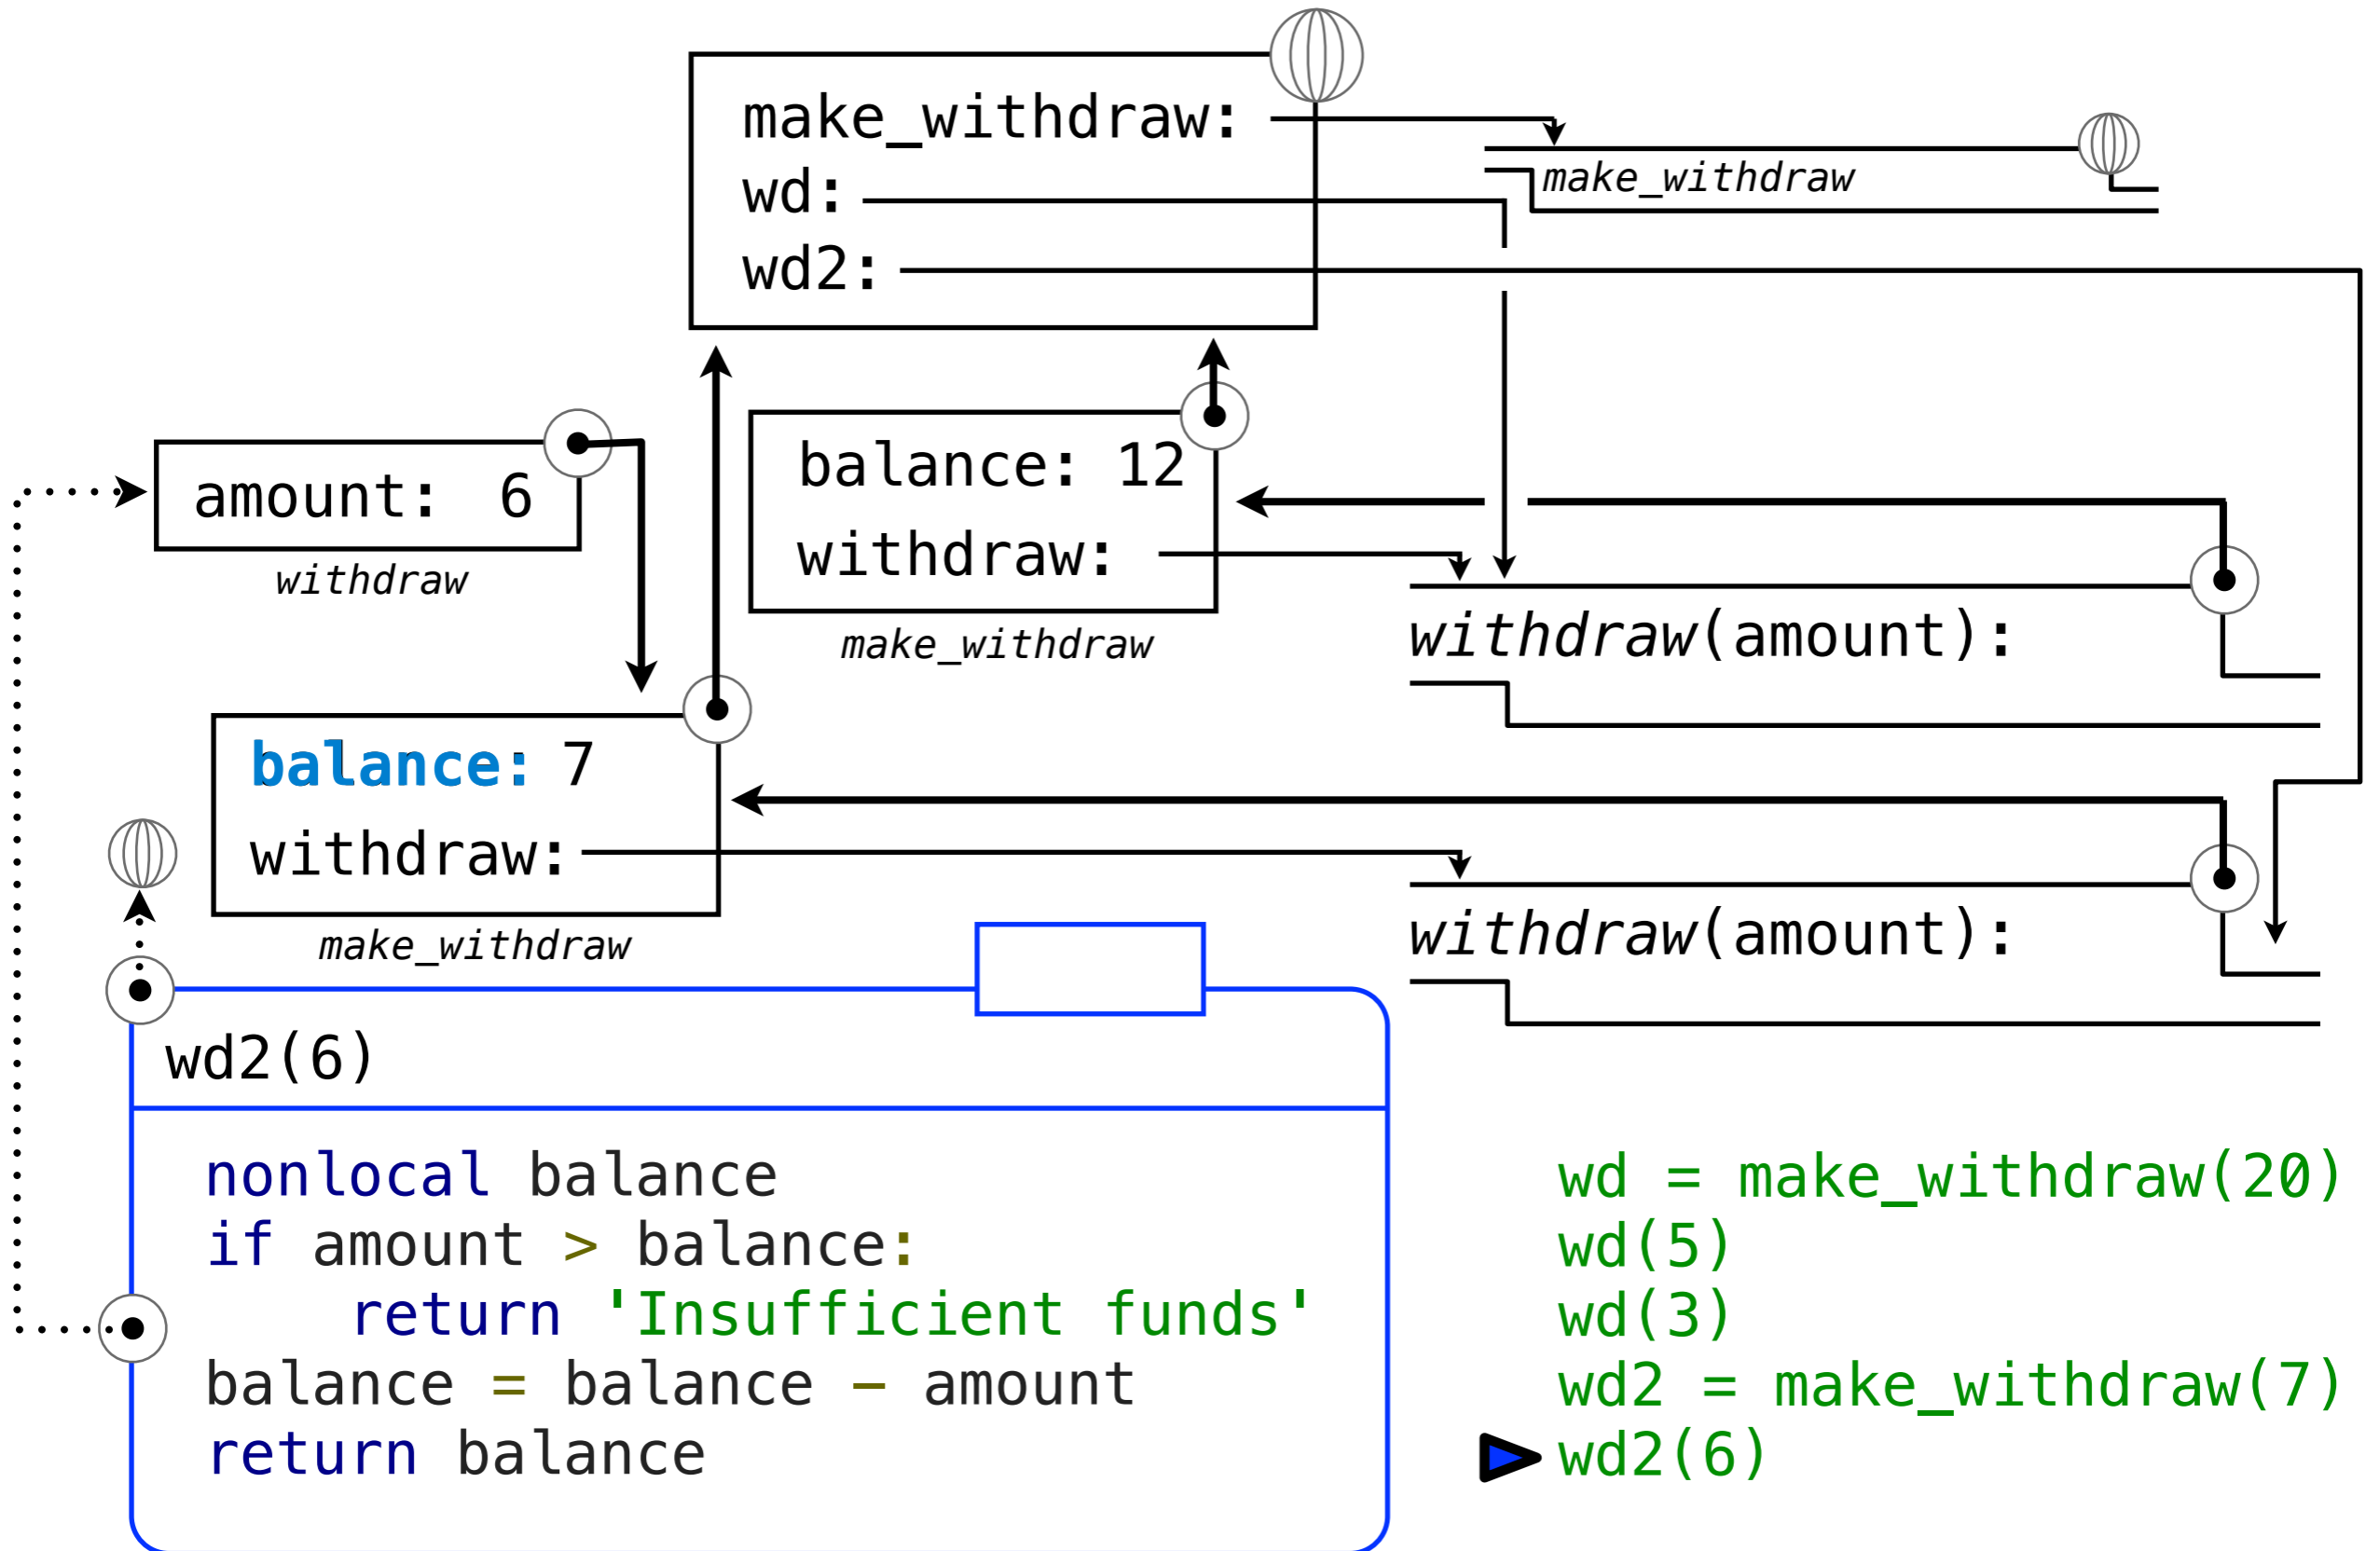 make_withdraw:
wd:
wd2:
make_withdraw
amount: 6
withdraw
balance: 12
withdraw:
make_withdraw
withdraw(amount):
balance: 7
withdraw:
make_withdraw
withdraw(amount):
wd2(6)
nonlocal balance
if amount > balance:
    return 'Insufficient funds'
balance = balance – amount
return balance
wd = make_withdraw(20)
wd(5)
wd(3)
wd2 = make_withdraw(7)
wd2(6)